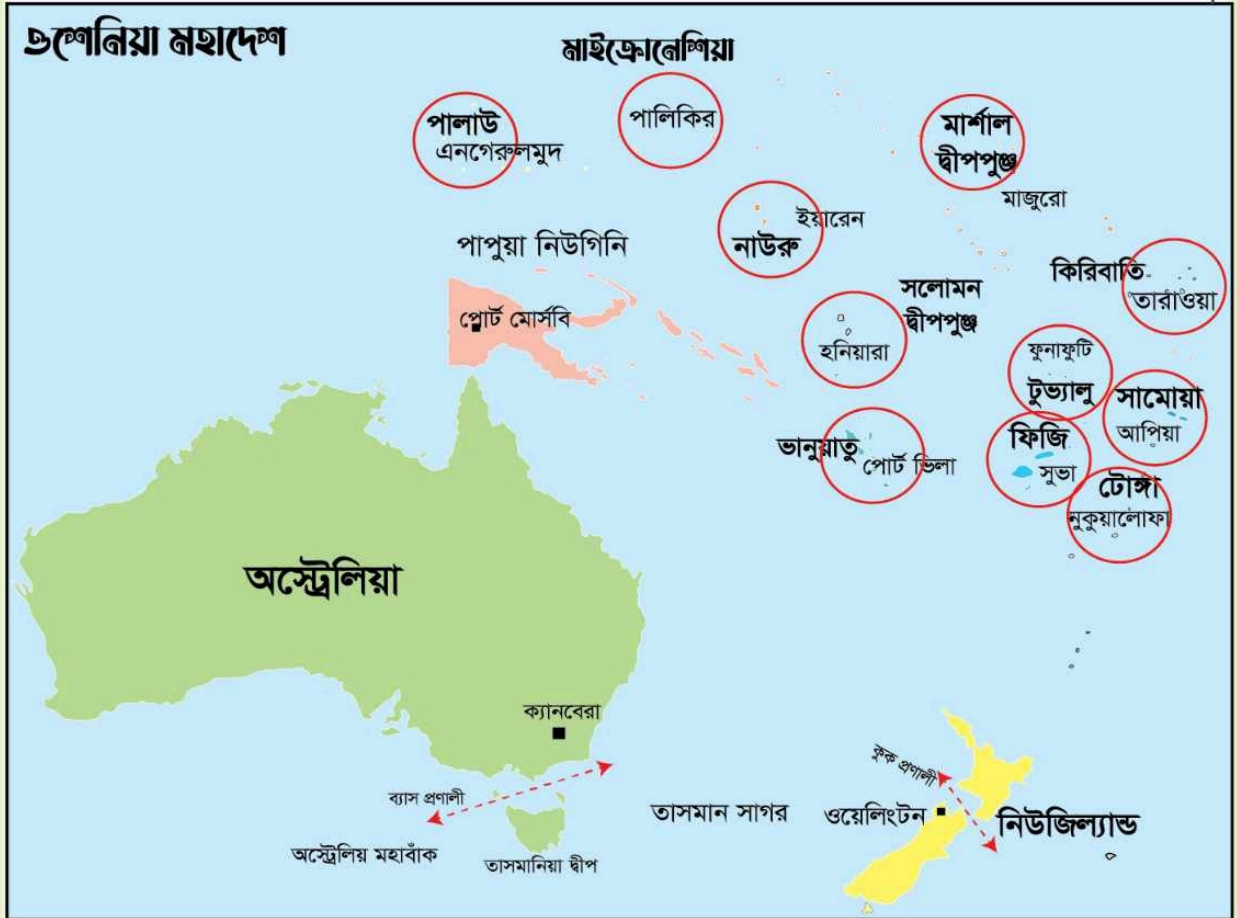 ওশেনিয়া মহাদেশ
মাইক্রোনেশিয়া
পালাউ
এনগেরুলমুদ
পালিকির
মার্শাল
দ্বীপপুঞ্জ
মাজুরো
ইয়ারেন
নাউরু
পাপুয়া নিউগিনি
পোর্ট মোর্সবি
কিরিবাতি
তারাওয়া
সলোমন
দ্বীপপুঞ্জ
হনিয়ারা
ফুনাফুটি
টুভ্যালু
সামোয়া
আপিয়া
ভানুয়াতু
পোর্ট ভিলা
ফিজি
সুভা
টোঙ্গা
নুকুয়ালোফা
অস্ট্রেলিয়া
ক্যানবেরা
ব্যাস প্রণালী
অস্ট্রেলিয় মহাবাঁক
তাসমানিয়া দ্বীপ
তাসমান সাগর
কুক প্রণালী
ওয়েলিংটন
নিউজিল্যান্ড